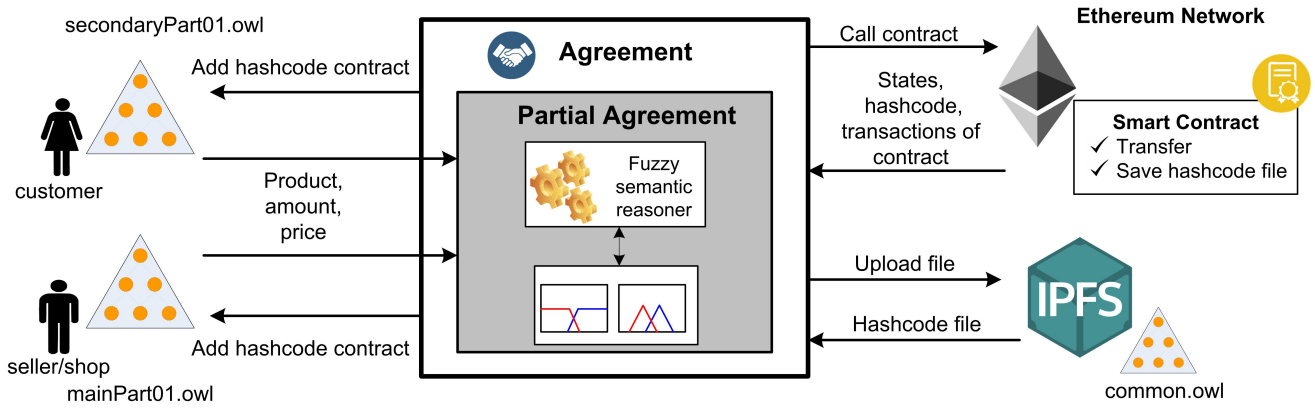 secondaryPart01.owl
Add hashcode contract
customer
Product,
amount,
price
Add hashcode contract
seller/shop
mainPart01.owl
Agreement
Partial Agreement
Fuzzy
semantic
reasoner
Ethereum Network
Call contract
States,
hashcode,
transactions of
contract
Smart Contract
✓ Transfer
✓ Save hashcode file
Upload file
Hashcode file
IPFS
common.owl